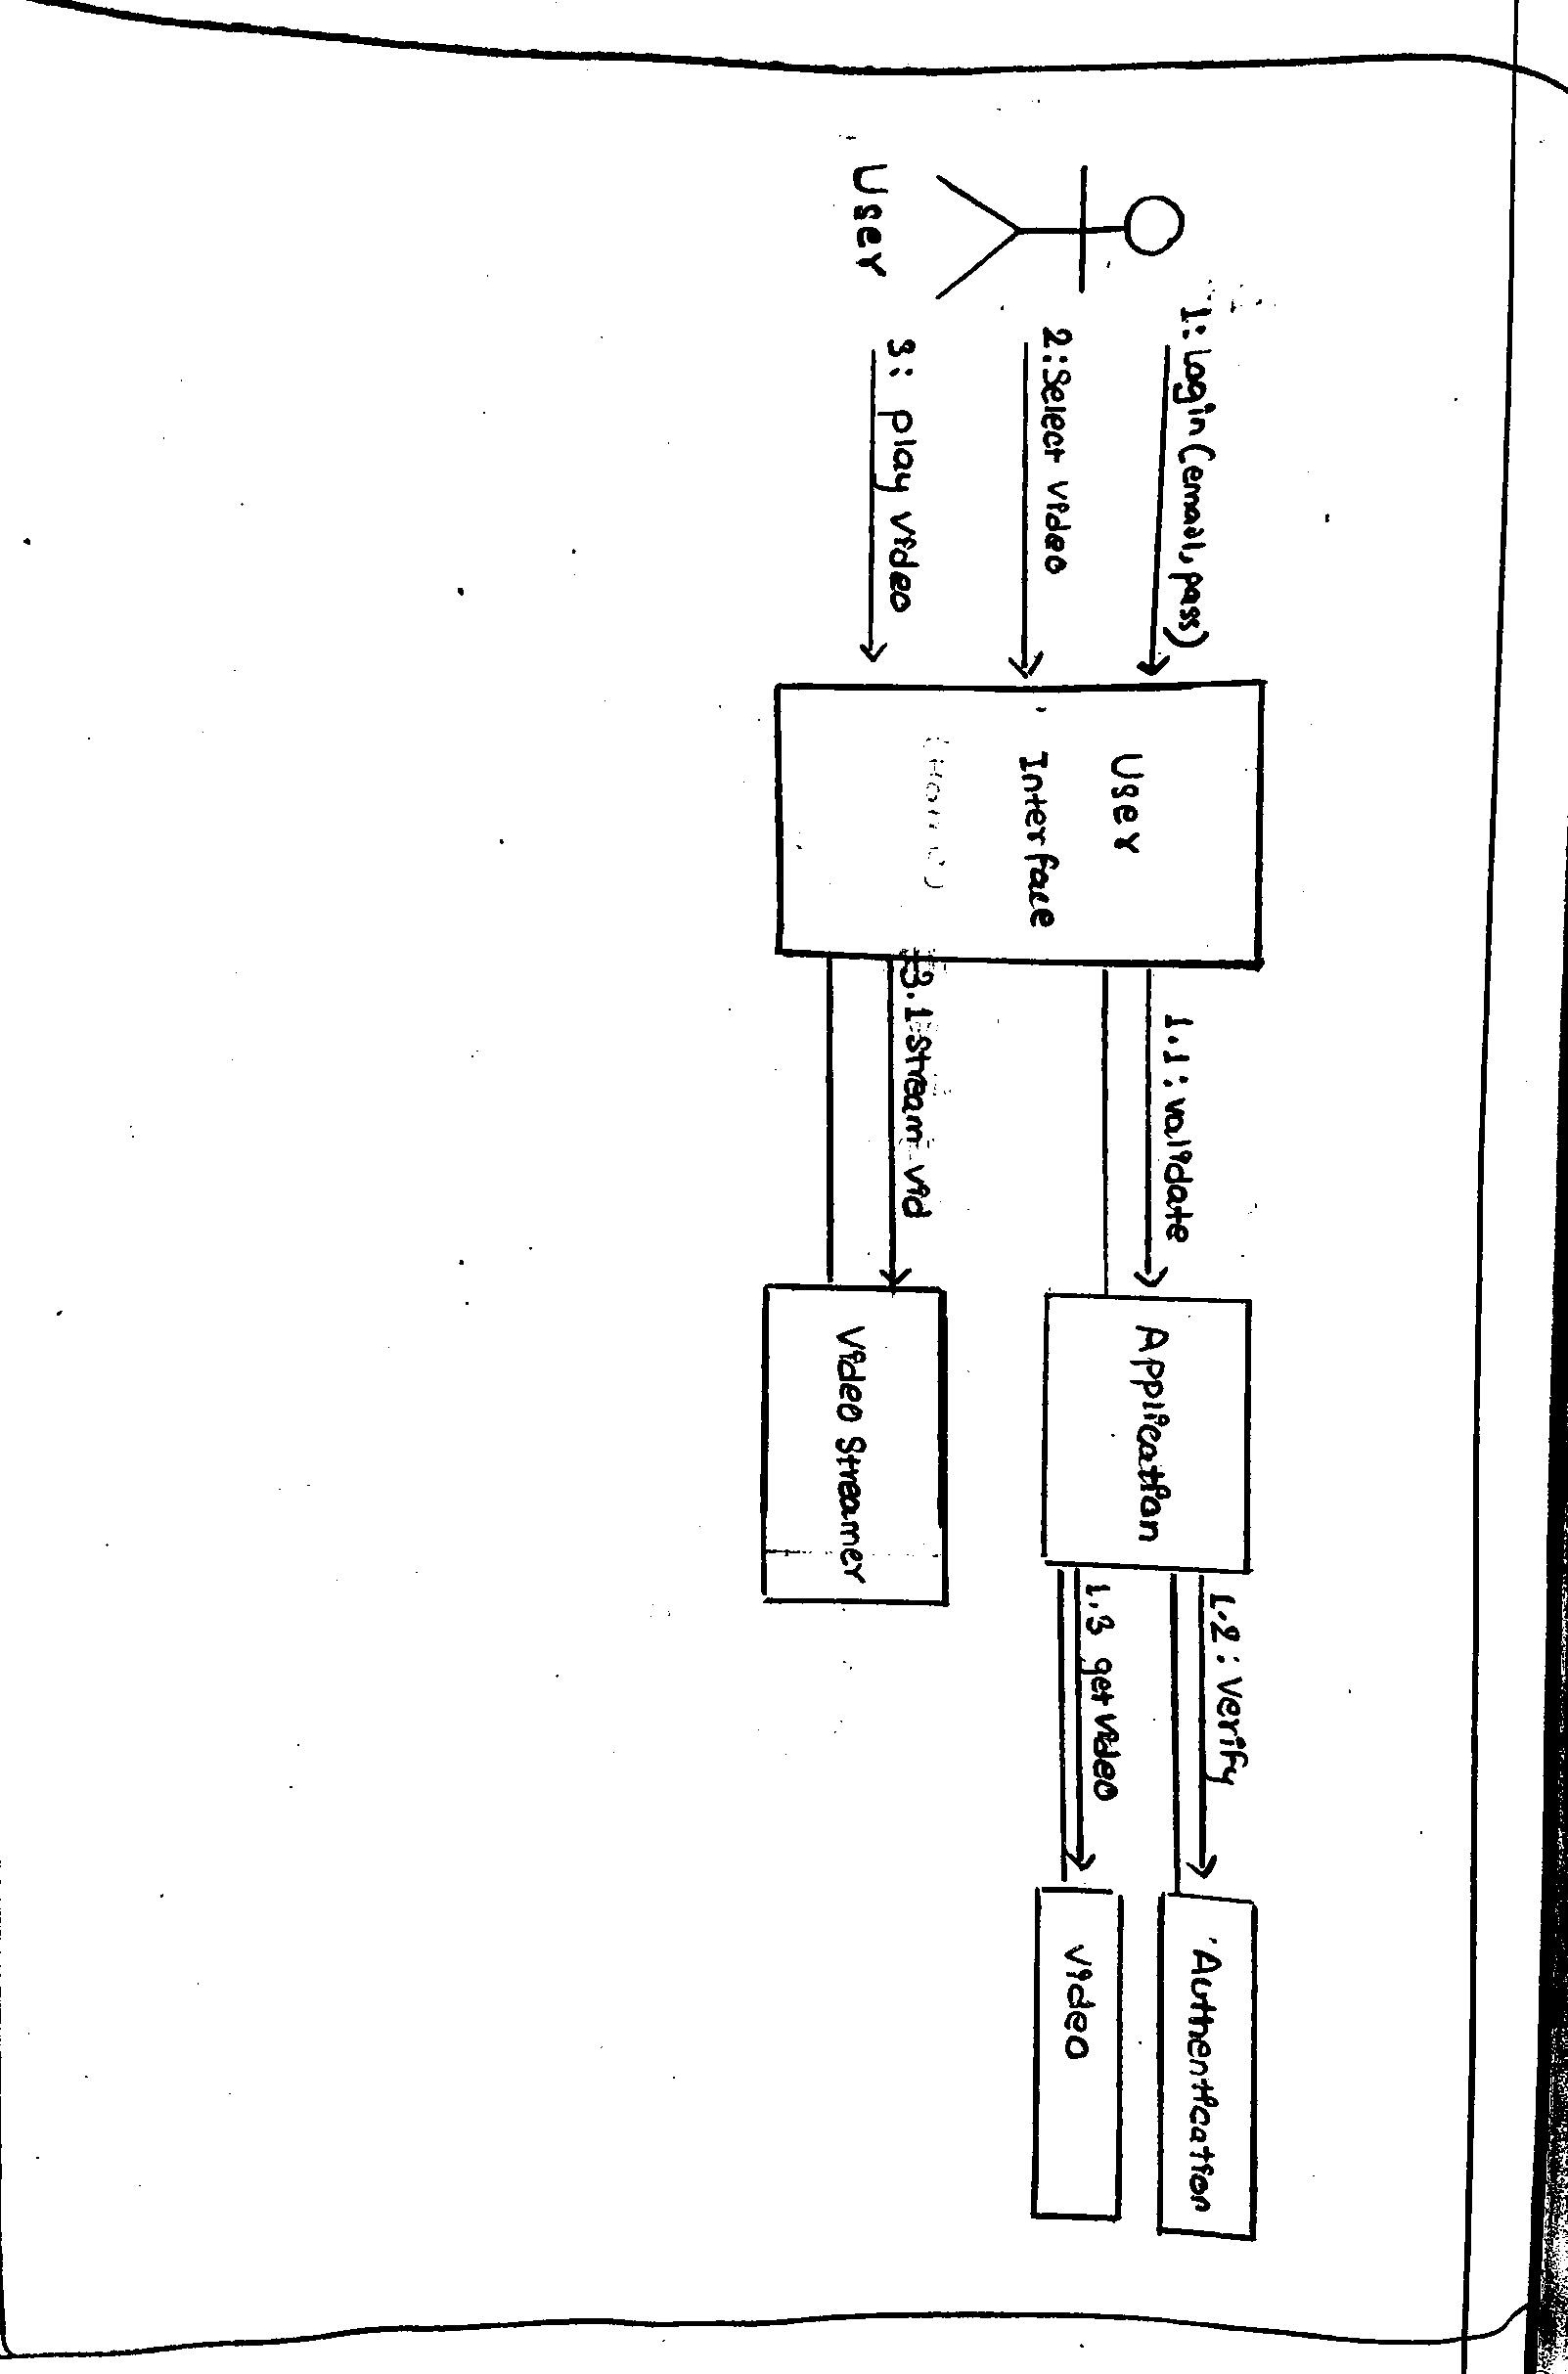 1: Login (email, pass)
2: Select video
3: play video
User
User
Interface
1.1: validate
3.1 Stream vid
Application
Video Streamer
1.2: Verify
1.3 get video
Authentication
video